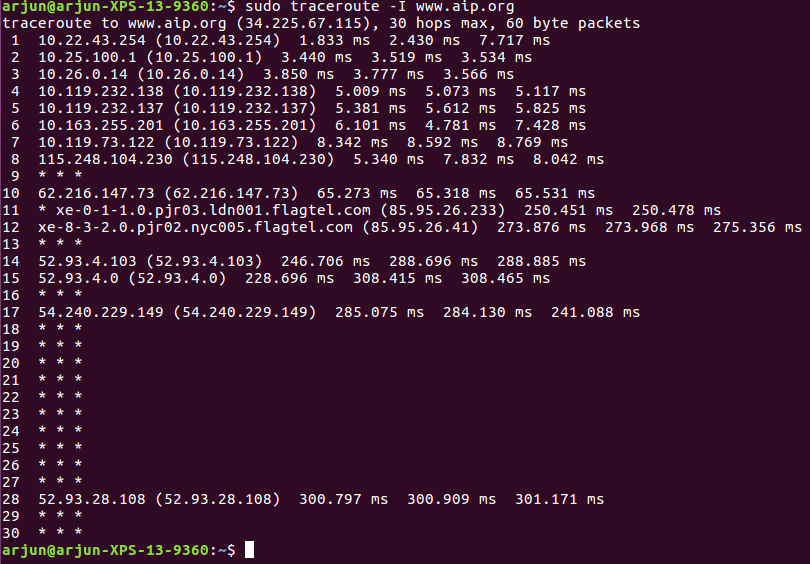 arjun@arjun-XPS-13-9360:~$ sudo traceroute -I www.aip.org
traceroute to www.aip.org (34.225.67.115), 30 hops max, 60 byte packets
 1  10.22.43.254 (10.22.43.254)  1.833 ms  2.430 ms  7.717 ms
 2  10.25.100.1 (10.25.100.1)  3.440 ms  3.519 ms  3.534 ms
 3  10.26.0.14 (10.26.0.14)  3.850 ms  3.777 ms  3.566 ms
 4  10.119.232.138 (10.119.232.138)  5.009 ms  5.073 ms  5.117 ms
 5  10.119.232.137 (10.119.232.137)  5.381 ms  5.612 ms  5.825 ms
 6  10.163.255.201 (10.163.255.201)  6.101 ms  4.781 ms  7.428 ms
 7  10.119.73.122 (10.119.73.122)  8.342 ms  8.592 ms  8.769 ms
 8  115.248.104.230 (115.248.104.230)  5.340 ms  7.832 ms  8.042 ms
 9  * * *
10  62.216.147.73 (62.216.147.73)  65.273 ms  65.318 ms  65.531 ms
11  * xe-0-1-1.0.pjr03.ldn001.flagtel.com (85.95.26.233)  250.451 ms  250.478 ms
12  xe-8-3-2.0.pjr02.nyc005.flagtel.com (85.95.26.41)  273.876 ms  273.968 ms  275.356 ms
13  * * *
14  52.93.4.103 (52.93.4.103)  246.706 ms  288.696 ms  288.885 ms
15  52.93.4.0 (52.93.4.0)  228.696 ms  308.415 ms  308.465 ms
16  * * *
17  54.240.229.149 (54.240.229.149)  285.075 ms  284.130 ms  241.088 ms
18  * * *
19  * * *
20  * * *
21  * * *
22  * * *
23  * * *
24  * * *
25  * * *
26  * * *
27  * * *
28  52.93.28.108 (52.93.28.108)  300.797 ms  300.909 ms  301.171 ms
29  * * *
30  * * *
arjun@arjun-XPS-13-9360:~$